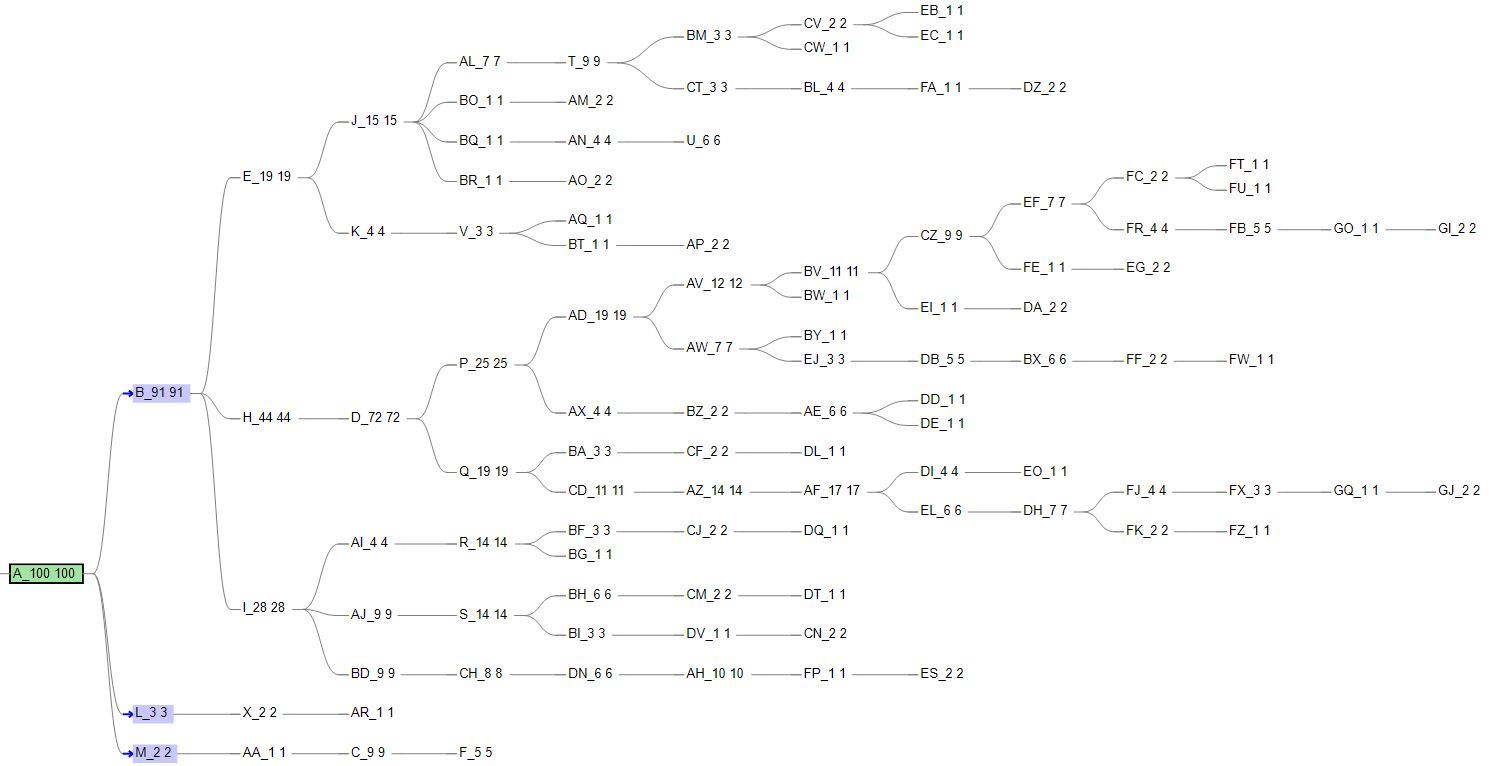 EB_1 1
CV_2 2
BM_3 3
EC_1 1
CW_1 1
AL_7 7
T_9 9
CT_3 3
BL_4 4
FA_1 1
DZ_2 2
BO_1 1
AM_2 2
J_15 15
BQ_1 1
AN_4 4
U_6 6
FT_1 1
E_19 19
FC_2 2
BR_1 1
AO_2 2
FU_1 1
EF_7 7
AQ_1 1
K_4 4
V_3 3
CZ_9 9
FR_4 4
FB_5 5
GO_1 1
GI_2 2
BT_1 1
AP_2 2
FE_1 1
EG_2 2
BV_11 11
AV_12 12
BW_1 1
EI_1 1
DA_2 2
AD_19 19
BY_1 1
AW_7 7
EJ_3 3
DB_5 5
BX_6 6
FF_2 2
FW_1 1
P_25 25
B_91 91
DD_1 1
AX_4 4
BZ_2 2
AE_6 6
H_44 44
D_72 72
DE_1 1
BA_3 3
CF_2 2
DL_1 1
Q_19 19
DI_4 4
EO_1 1
CD_11 11
AZ_14 14
AF_17 17
FJ_4 4
FX_3 3
GQ_1 1
GJ_2 2
EL_6 6
DH_7 7
BF_3 3
CJ_2 2
DQ_1 1
FK_2 2
FZ_1 1
AI_4 4
R_14 14
BG_1 1
A_100 100
BH_6 6
CM_2 2
DT_1 1
I_28 28
AJ_9 9
S_14 14
BI_3 3
DV_1 1
CN_2 2
BD_9 9
CH_8 8
DN_6 6
AH_10 10
FP_1 1
ES_2 2
L_3 3
X_2 2
AR_1 1
M_2 2
AA_1 1
C_9 9
F_5 5